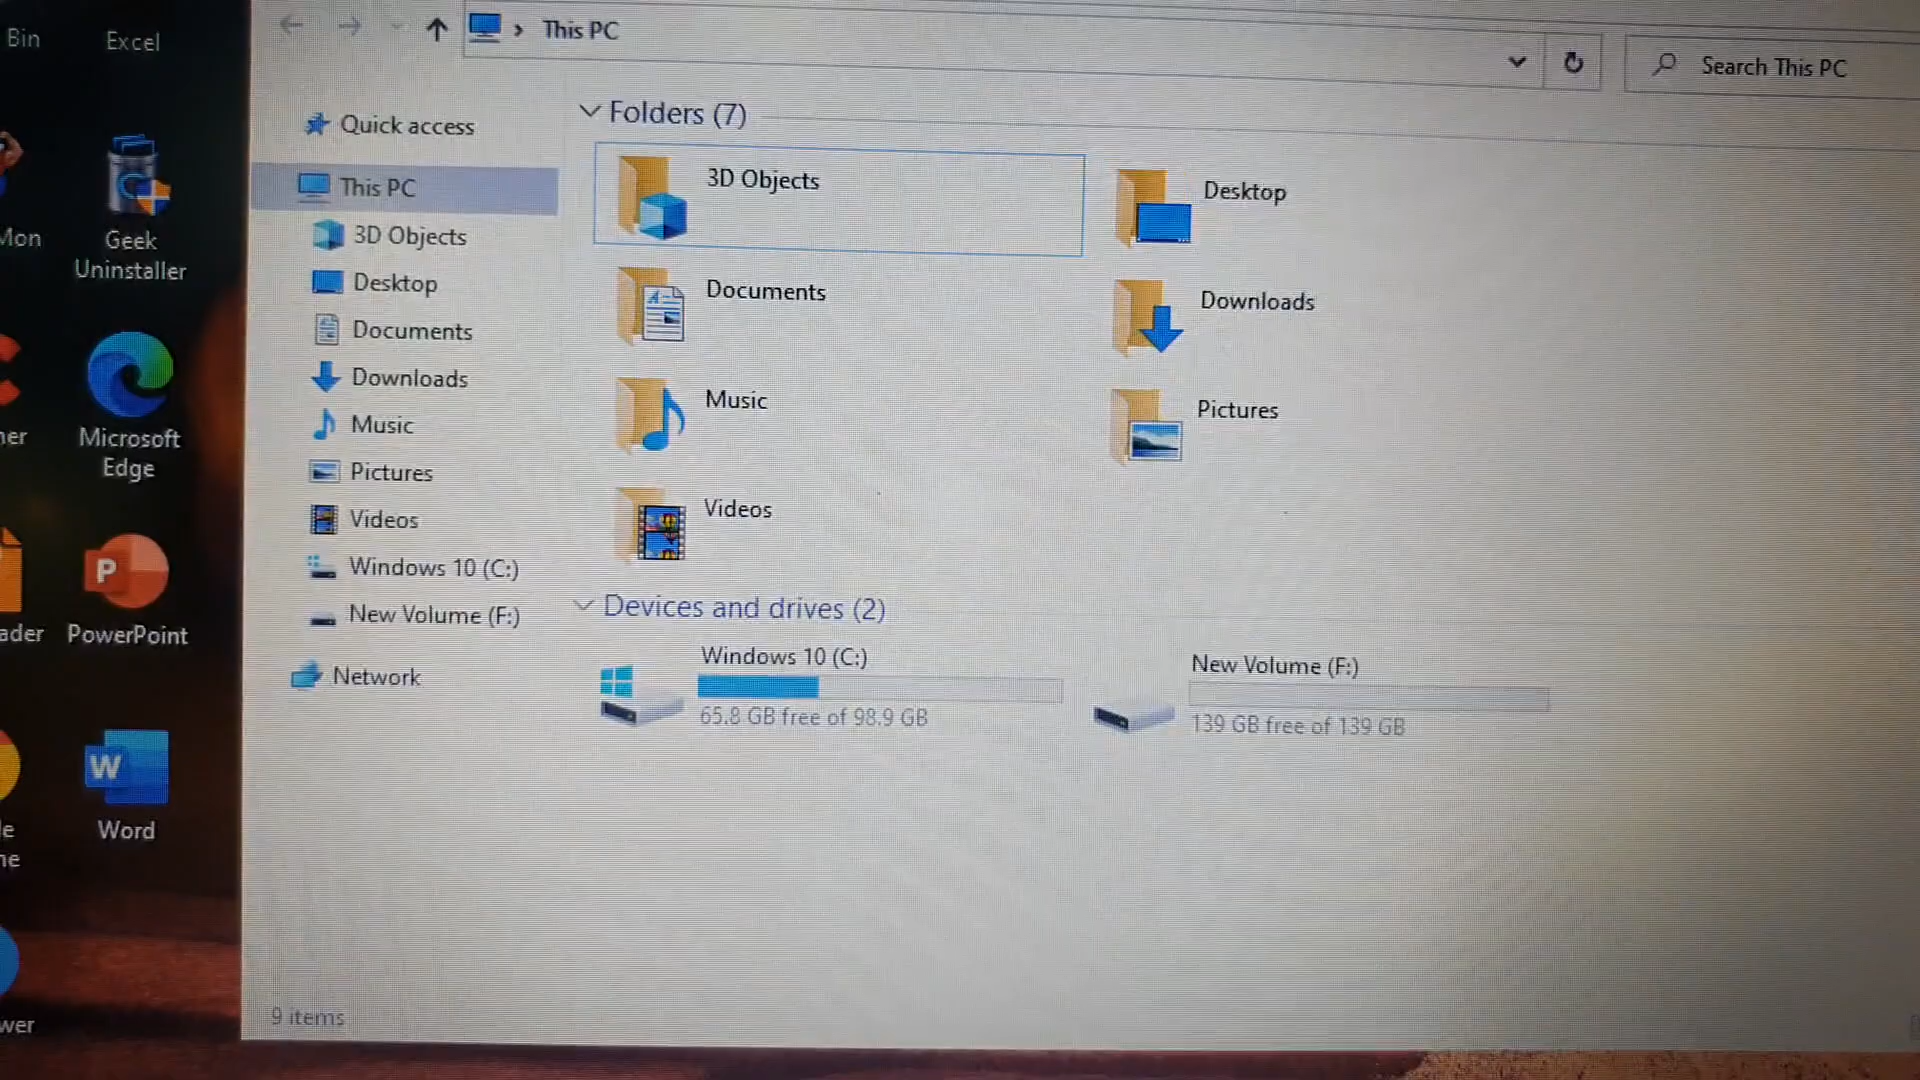 Bin
Excel
Mon
Geek
Uninstaller
ner
Microsoft
Edge
ader
PowerPoint
Word
wer
This PC
Search This PC
Quick access
This PC
3D Objects
Desktop
Documents
Downloads
Music
Pictures
Videos
Windows 10 (C:)
New Volume (F:)
Network
Folders (7)
3D Objects
Desktop
Documents
Downloads
Music
Pictures
Videos
Devices and drives (2)
Windows 10 (C:)
65.8 GB free of 98.9 GB
New Volume (F:)
139 GB free of 139 GB
9 items